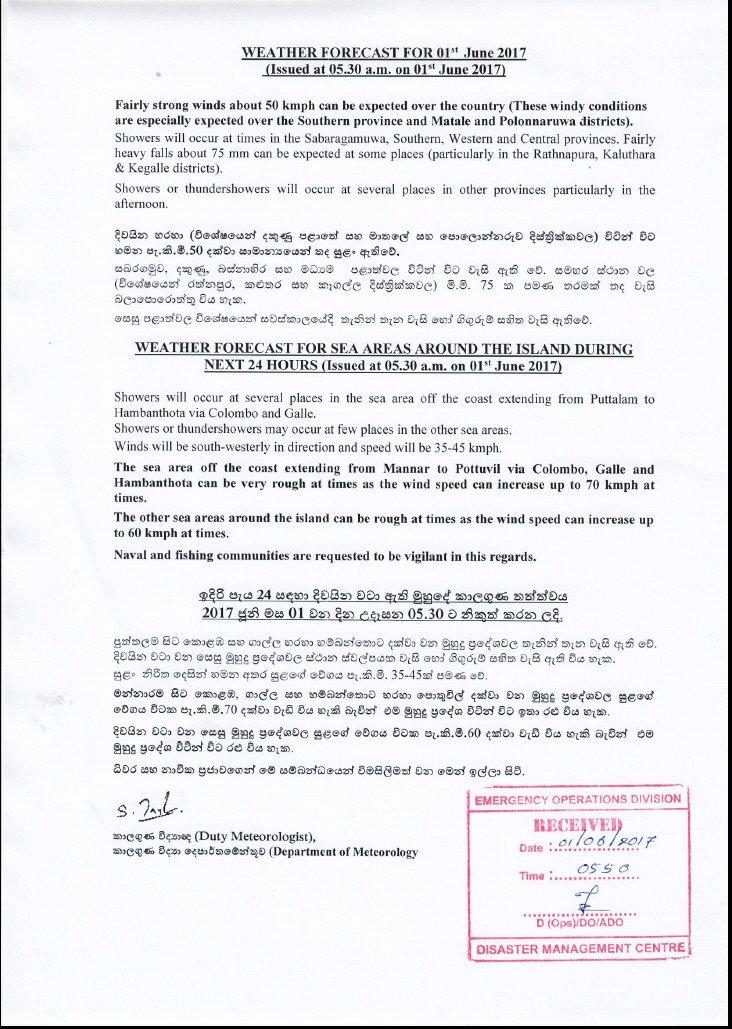 WEATHER FORECAST FOR 01st June 2017
(Issued at 05.30 a.m. on 01st June 2017)
Fairly strong winds about 50 kmph can be expected over the country (These windy conditions
are especially expected over the Southern province and Matale and Polonnaruwa districts).
Showers will occur at times in the Sabaragamuwa, Southern, Western and Central provinces. Fairly
heavy falls about 75 mm can be expected at some places (particularly in the Rathnapura, Kaluthara
& Kegalle districts).
Showers or thundershowers will occur at several places in other provinces particularly in the
afternoon.
දිවයින හරහා (විශේෂයෙන් දකුණු පළාතේ සහ මාතලේ සහ පොලොන්නරුව දිස්ත්‍රික්කවල) විටින් විට
හමන පැ.කි.මී.50 දක්වා සාමාන්‍යයෙන් තද සුළං ඇතිවේ.
සබරගමුව, දකුණු, බස්නාහිර සහ මධ්‍යම පළාත්වල විටින් විට වැසි ඇති වේ. සමහර ස්ථාන වල
(විශේෂයෙන් රත්නපුර, කළුතර සහ කෑගල්ල දිස්ත්‍රික්කවල) මි.මී. 75 ක පමණ තරමක් තද වැසි
බලාපොරොත්තු විය හැක.
සෙසු පළාත්වල විශේෂයෙන් සවස්කාලයේදී තැනින් තැන වැසි හෝ ගිගුරුම් සහිත වැසි ඇතිවේ.
WEATHER FORECAST FOR SEA AREAS AROUND THE ISLAND DURING
NEXT 24 HOURS (Issued at 05.30 a.m. on 01st June 2017)
Showers will occur at several places in the sea area off the coast extending from Puttalam to
Hambanthota via Colombo and Galle.
Showers or thundershowers may occur at few places in the other sea areas.
Winds will be south-westerly in direction and speed will be 35-45 kmph.
The sea area off the coast extending from Mannar to Pottuvil via Colombo, Galle and
Hambanthota can be very rough at times as the wind speed can increase up to 70 kmph at
times.
The other sea areas around the island can be rough at times as the wind speed can increase up
to 60 kmph at times.
Naval and fishing communities are requested to be vigilant in this regards.
ඉදිරි පැය 24 සඳහා දිවයින වටා ඇති මුහුදේ කාලගුණ තත්ත්වය
2017 ජූනි මස 01 වන දින උදෑසන 05.30 ට නිකුත් කරන ලදි.
පුත්තලම සිට කොළඹ සහ ගාල්ල හරහා හම්බන්තොට දක්වා වන මුහුදු ප්‍රදේශවල තැනින් තැන වැසි ඇති වේ.
දිවයින වටා වන සෙසු මුහුදු ප්‍රදේශවල ස්ථාන ස්වල්පයක වැසි හෝ ගිගුරුම් සහිත වැසි ඇති විය හැක.
සුළං නිරිත දෙසින් හමන අතර සුළගේ වේගය පැ.කි.මී. 35-45ක් පමණ වේ.
මන්නාරම සිට කොළඹ, ගාල්ල සහ හම්බන්තොට හරහා පොතුවිල් දක්වා වන මුහුදු ප්‍රදේශවල සුළගේ
වේගය විටක පැ.කි.මී.70 දක්වා වැඩි විය හැකි බැවින් එම මුහුදු ප්‍රදේශ විටින් විට ඉතා රළු විය හැක.
දිවයින වටා වන සෙසු මුහුදු ප්‍රදේශවල සුළගේ වේගය විටක පැ.කි.මී.60 දක්වා වැඩි විය හැකි බැවින් එම
මුහුදු ප්‍රදේශ විටින් විට රළු විය හැක.
ධීවර සහ නාවික ප්‍රජාවගෙන් මේ සම්බන්ධයෙන් විමසිලිමත් වන මෙන් ඉල්ලා සිටී.
කාලගුණ විද්‍යාඥ (Duty Meteorologist),
කාලගුණ විද්‍යා දෙපාර්තමේන්තුව (Department of Meteorology
EMERGENCY OPERATIONS DIVISION
RECEIVED
Date : 01/06/2017
Time : 0550
D (Ops)/DO/ADO
DISASTER MANAGEMENT CENTRE